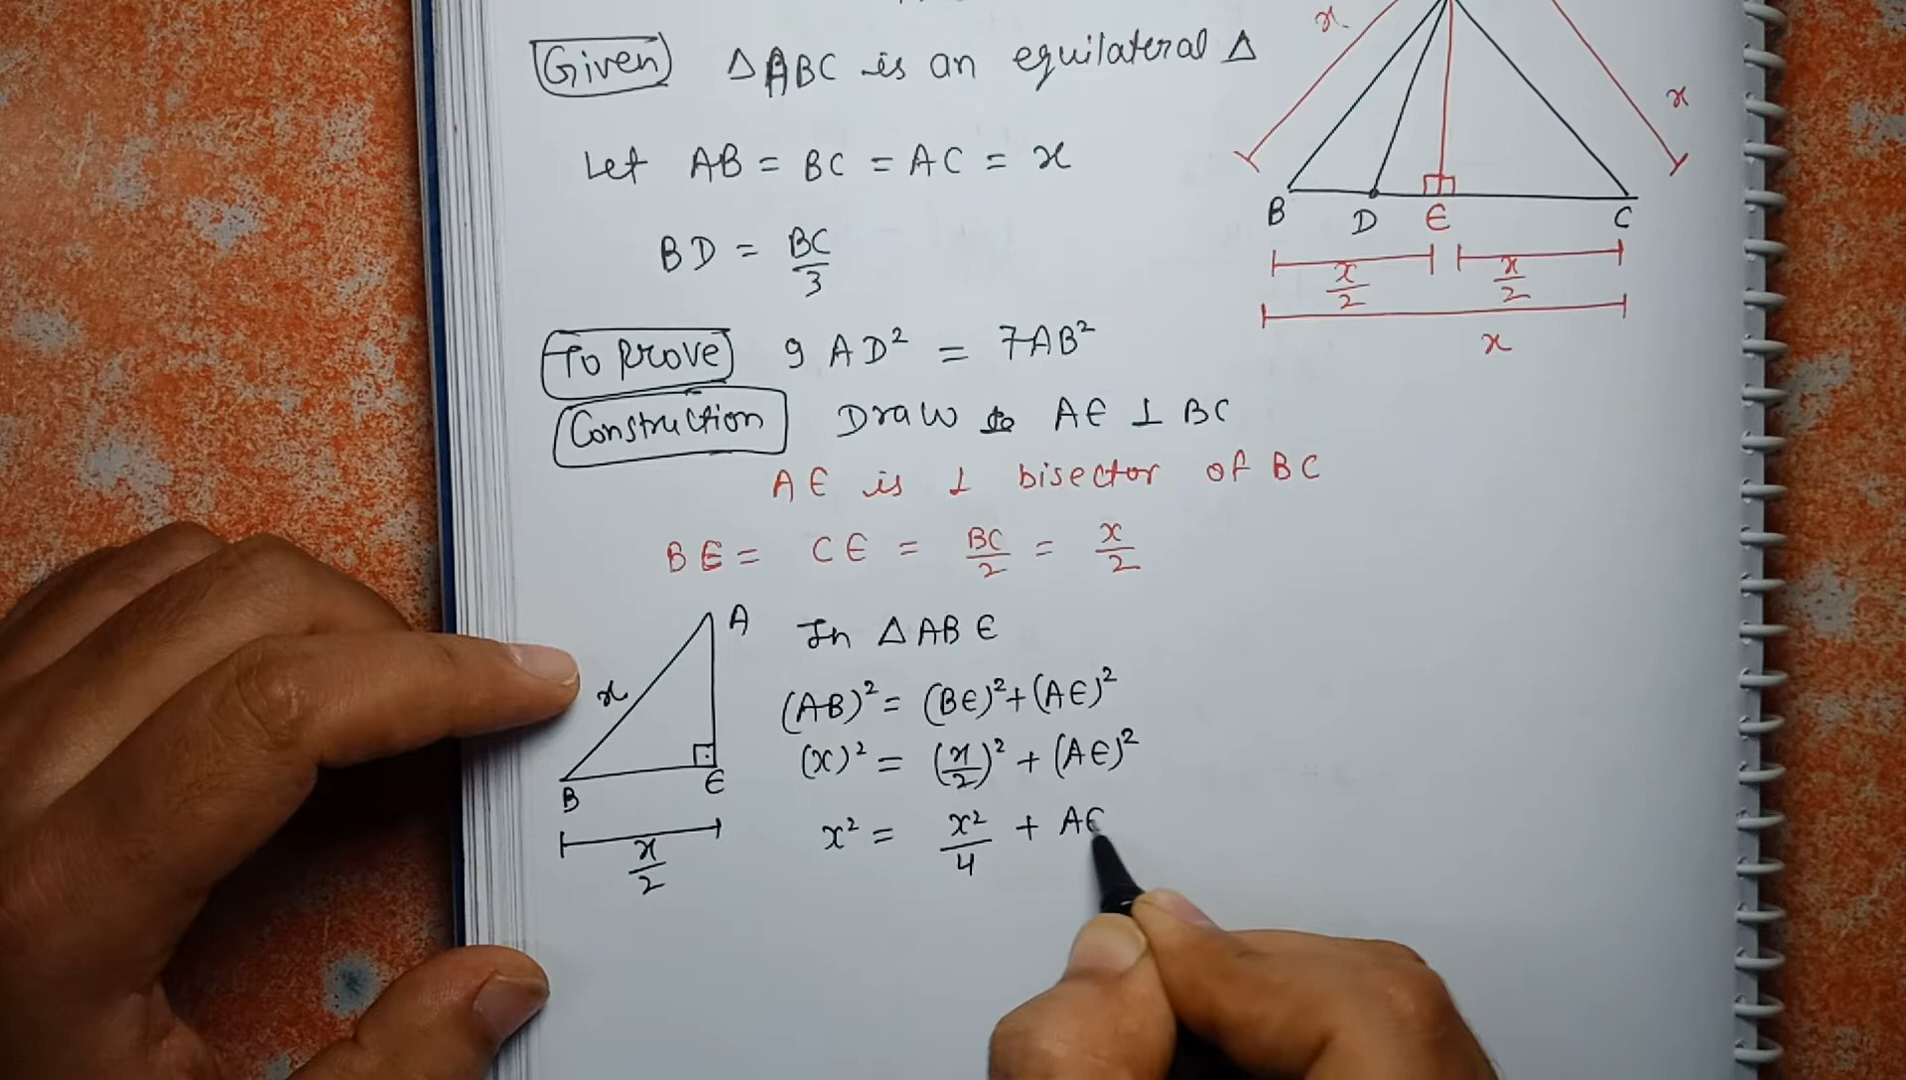 Given △ABC is an equilateral △
Let AB = BC = AC = x
BD = BC/3
To prove 9 AD² = 7AB²
Construction Draw AE ⊥ BC
AE is ⊥ bisector of BC
BE = CE = BC/2 = x/2
In △ABE
(AB)² = (BE)² + (AE)²
(x)² = (x/2)² + (AE)²
x² = x²/4 + AE
x
x
B D E C
x/2 x/2
x
A
x
B E
x/2